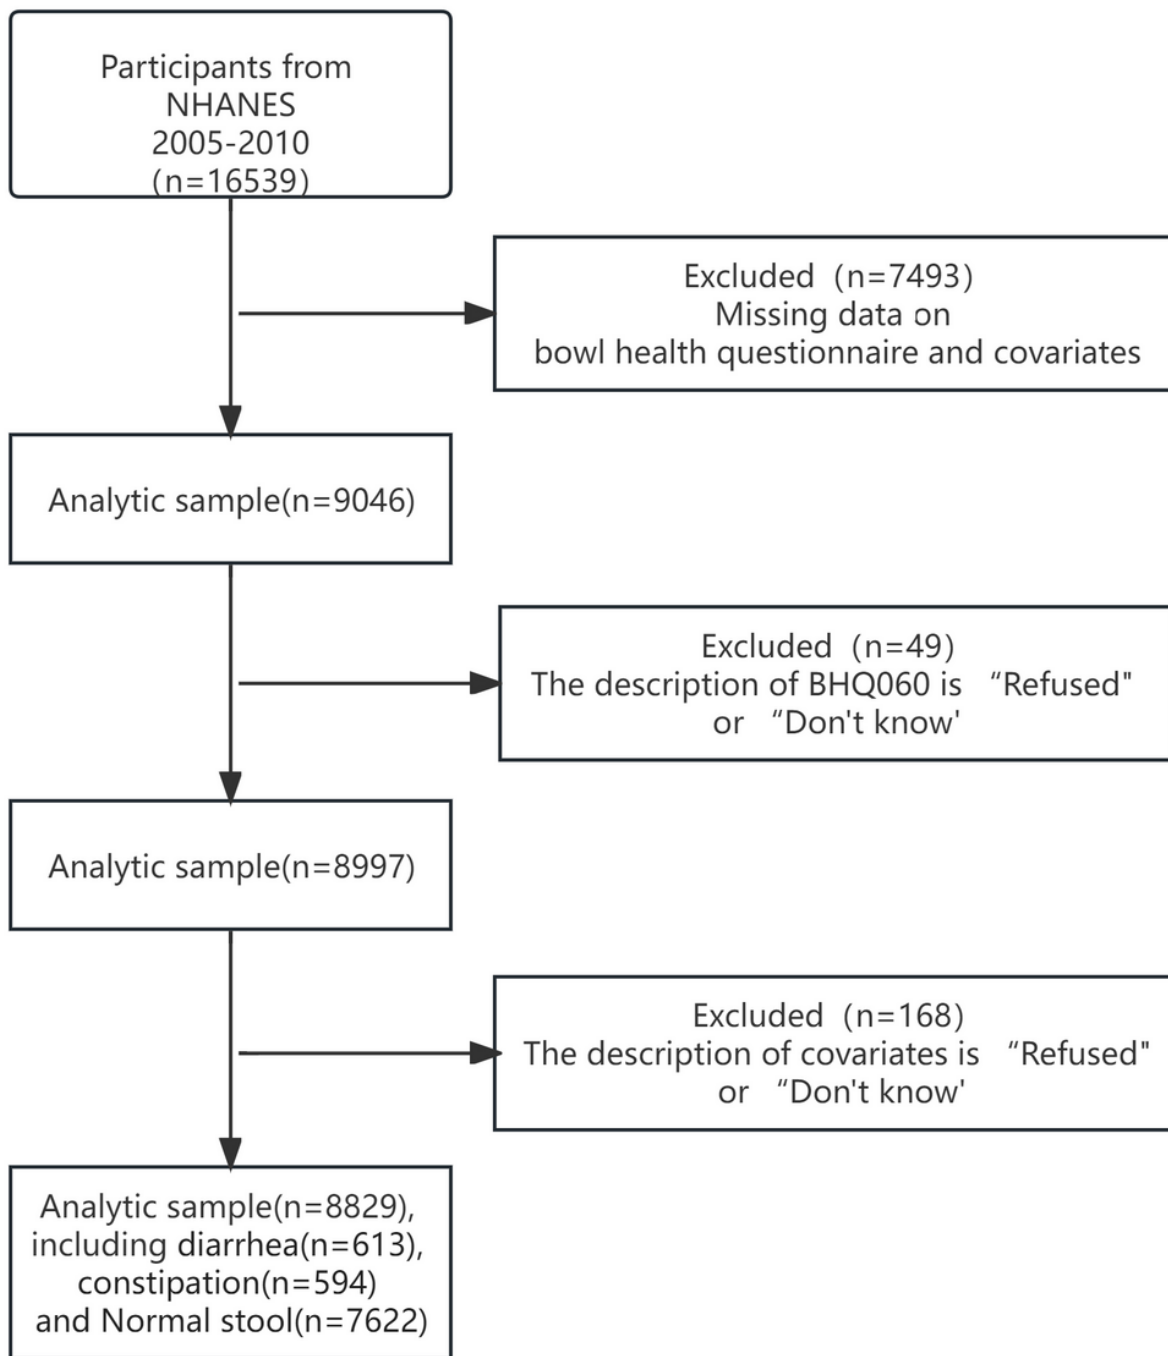 Participants from
NHANES
2005-2010
(n=16539)
Excluded（n=7493)
Missing data on
bowl health questionnaire and covariates
Analytic sample(n=9046)
Excluded（n=49)
The description of BHQ060 is “Refused"
or “Don't know'
Analytic sample(n=8997)
Excluded（n=168)
The description of covariates is “Refused"
or “Don't know'
Analytic sample(n=8829),
including diarrhea(n=613),
constipation(n=594)
and Normal stool(n=7622)